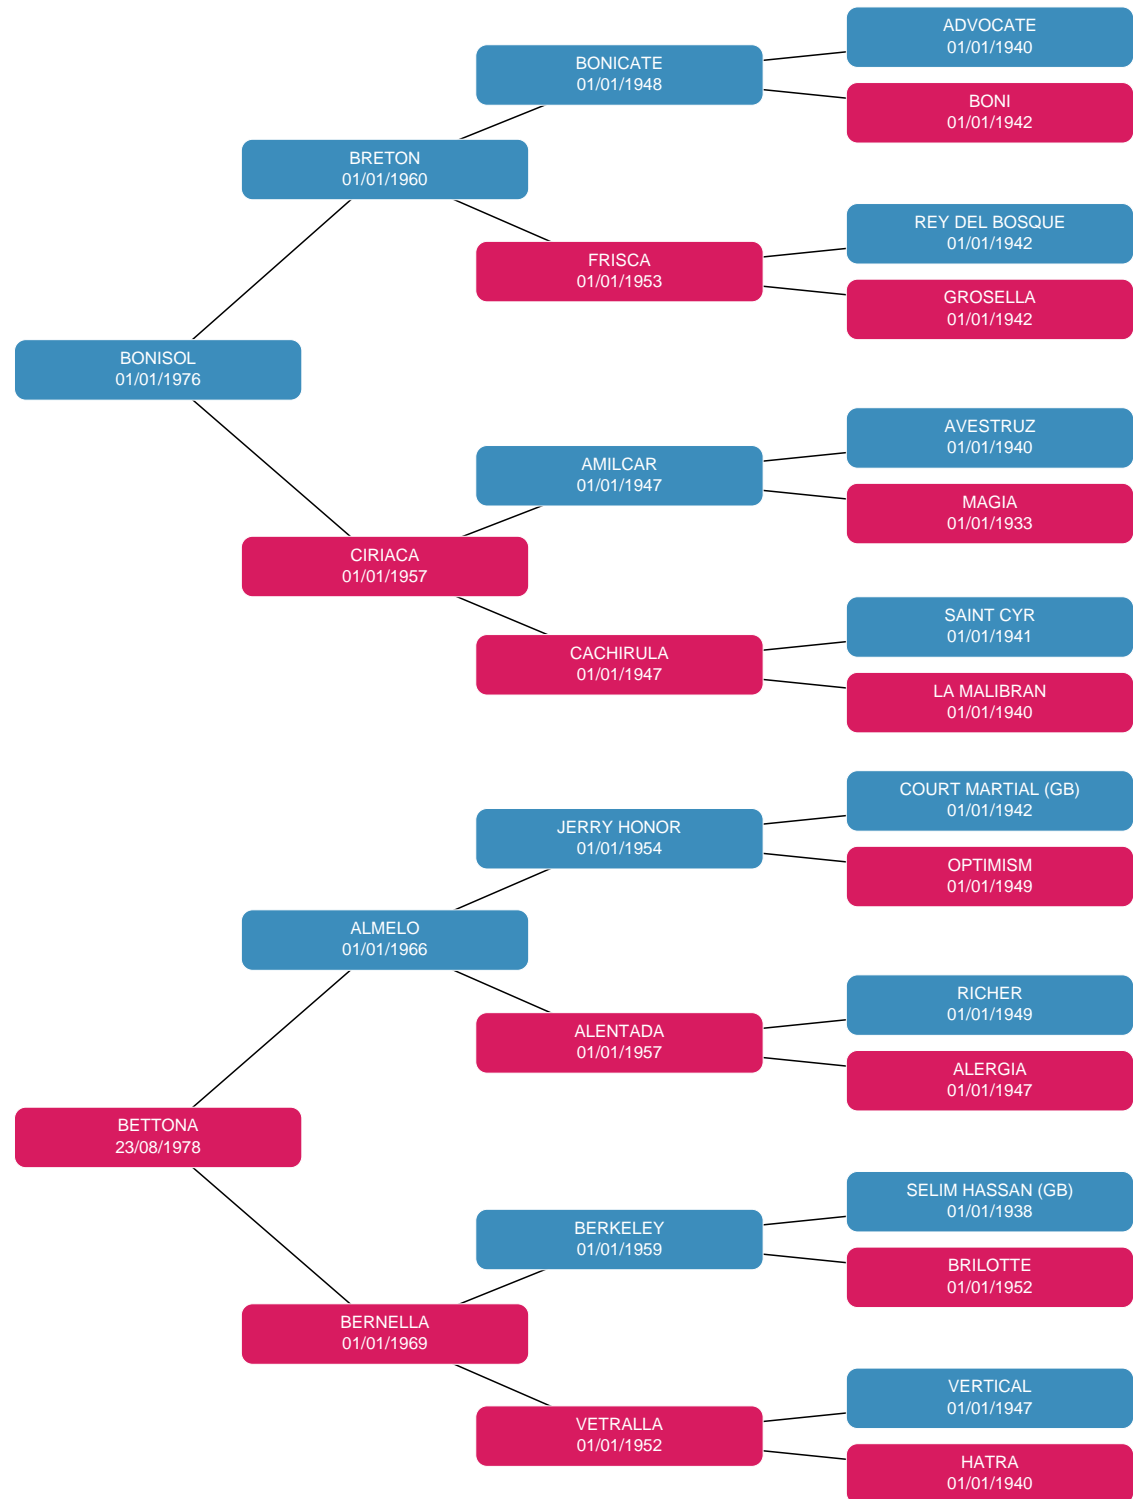 ADVOCATE
01/01/1940
BONICATE
01/01/1948
BONI
01/01/1942
BRETON
01/01/1960
REY DEL BOSQUE
01/01/1942
FRISCA
01/01/1953
GROSELLA
01/01/1942
BONISOL
01/01/1976
AVESTRUZ
01/01/1940
AMILCAR
01/01/1947
MAGIA
01/01/1933
CIRIACA
01/01/1957
SAINT CYR
01/01/1941
CACHIRULA
01/01/1947
LA MALIBRAN
01/01/1940
COURT MARTIAL (GB)
01/01/1942
JERRY HONOR
01/01/1954
OPTIMISM
01/01/1949
ALMELO
01/01/1966
RICHER
01/01/1949
ALENTADA
01/01/1957
ALERGIA
01/01/1947
BETTONA
23/08/1978
SELIM HASSAN (GB)
01/01/1938
BERKELEY
01/01/1959
BRILOTTE
01/01/1952
BERNELLA
01/01/1969
VERTICAL
01/01/1947
VETRALLA
01/01/1952
HATRA
01/01/1940